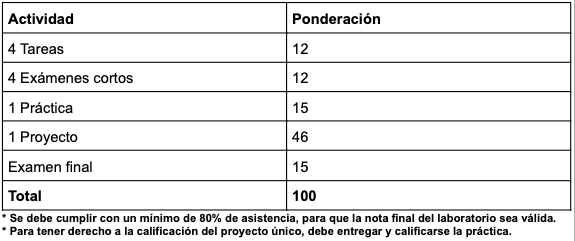 Actividad Ponderación
4 Tareas 12
4 Exámenes cortos 12
1 Práctica 15
1 Proyecto 46
Examen final 15
Total 100
* Se debe cumplir con un mínimo de 80% de asistencia, para que la nota final del laboratorio sea válida.
* Para tener derecho a la calificación del proyecto único, debe entregar y calificarse la práctica.